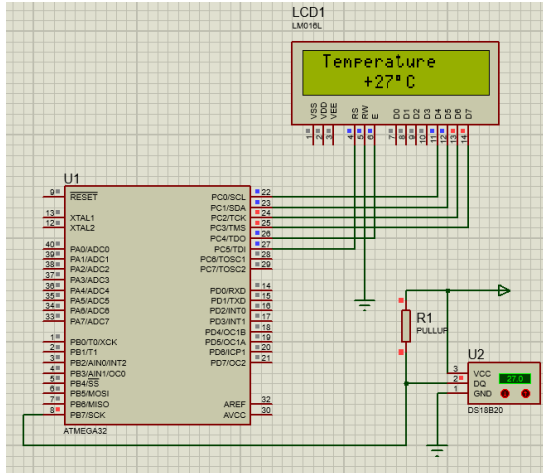 LCD1
LM016L
Temperature
+27°C
VSS
VDD
VEE
RS
RW
E
D0
D1
D2
D3
D4
D5
D6
D7
1
2
3
4
5
6
7
8
9
10
11
12
13
14
U1
9 RESET PC0/SCL 22
PC1/SDA 23
13 XTAL1 PC2/TCK 24
12 XTAL2 PC3/TMS 25
PC4/TDO 26
40 PA0/ADC0 PC5/TDI 27
39 PA1/ADC1 PC6/TOSC1 28
38 PA2/ADC2 PC7/TOSC2 29
37 PA3/ADC3
36 PA4/ADC4 PD0/RXD 14
35 PA5/ADC5 PD1/TXD 15
34 PA6/ADC6 PD2/INT0 16
33 PA7/ADC7 PD3/INT1 17
PD4/OC1B 18
1 PB0/T0/XCK PD5/OC1A 19
2 PB1/T1 PD6/ICP1 20
3 PB2/AIN0/INT2 PD7/OC2 21
4 PB3/AIN1/OC0
5 PB4/SS
6 PB5/MOSI
7 PB6/MISO AREF 32
8 PB7/SCK AVCC 30
ATMEGA32
R1
PULLUP
U2
3 VCC
2 DQ
1 GND
27.0
DS18B20